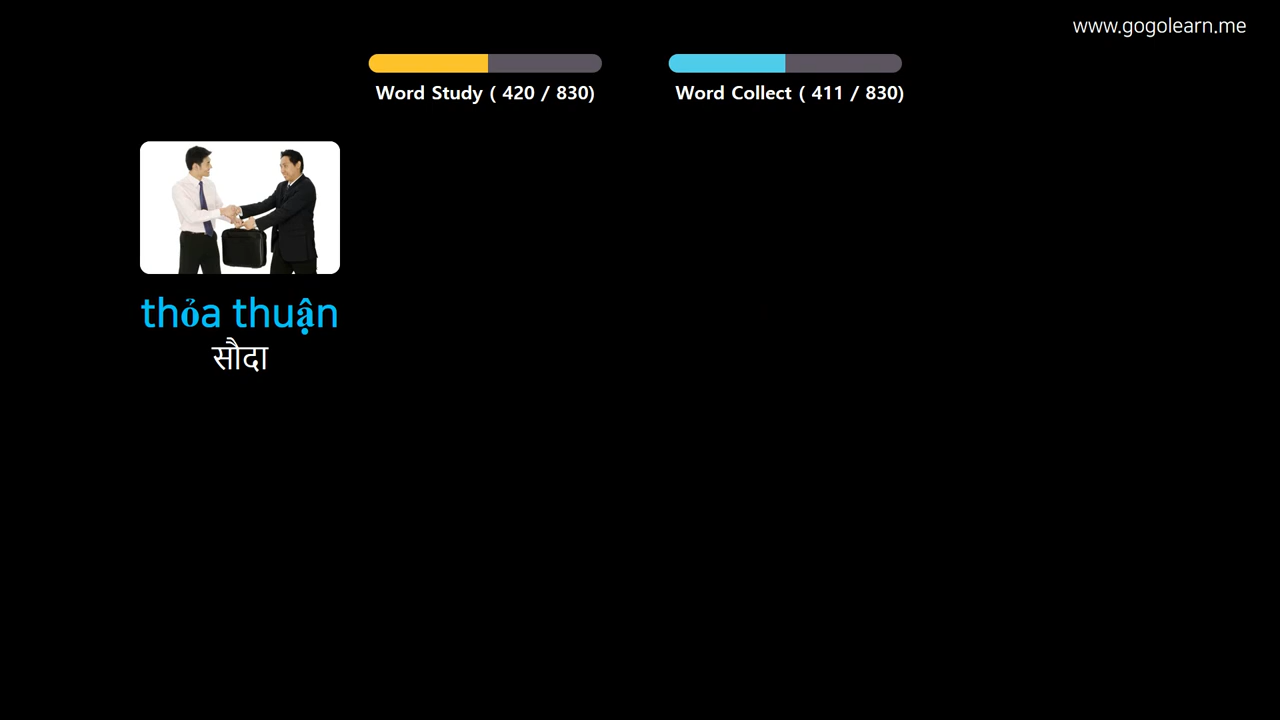 www.gogolearn.me
Word Study ( 420 / 830)
Word Collect ( 411 / 830)
thỏa thuận
सौदा